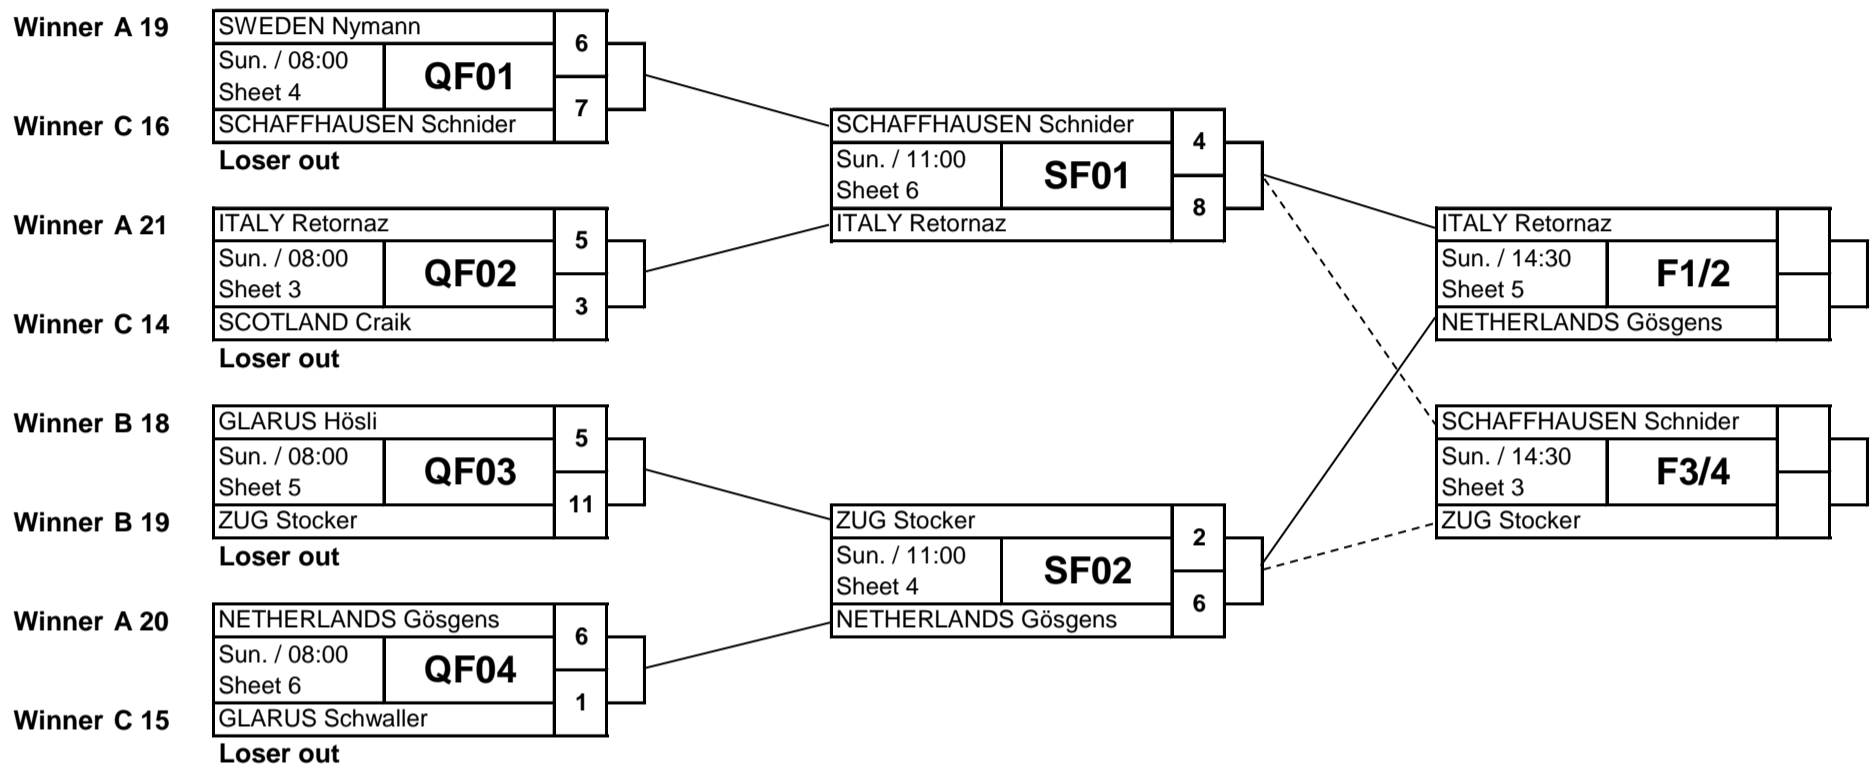 Winner A 19
SWEDEN Nymann
6
Sun. / 08:00
Sheet 4
QF01
7
Winner C 16
SCHAFFHAUSEN Schnider
Loser out
Winner A 21
ITALY Retornaz
5
Sun. / 08:00
Sheet 3
QF02
3
Winner C 14
SCOTLAND Craik
Loser out
Winner B 18
GLARUS Hösli
5
Sun. / 08:00
Sheet 5
QF03
11
Winner B 19
ZUG Stocker
Loser out
Winner A 20
NETHERLANDS Gösgens
6
Sun. / 08:00
Sheet 6
QF04
1
Winner C 15
GLARUS Schwaller
Loser out
SCHAFFHAUSEN Schnider
4
Sun. / 11:00
Sheet 6
SF01
8
ITALY Retornaz
ZUG Stocker
2
Sun. / 11:00
Sheet 4
SF02
6
NETHERLANDS Gösgens
ITALY Retornaz
Sun. / 14:30
Sheet 5
F1/2
NETHERLANDS Gösgens
SCHAFFHAUSEN Schnider
Sun. / 14:30
Sheet 3
F3/4
ZUG Stocker